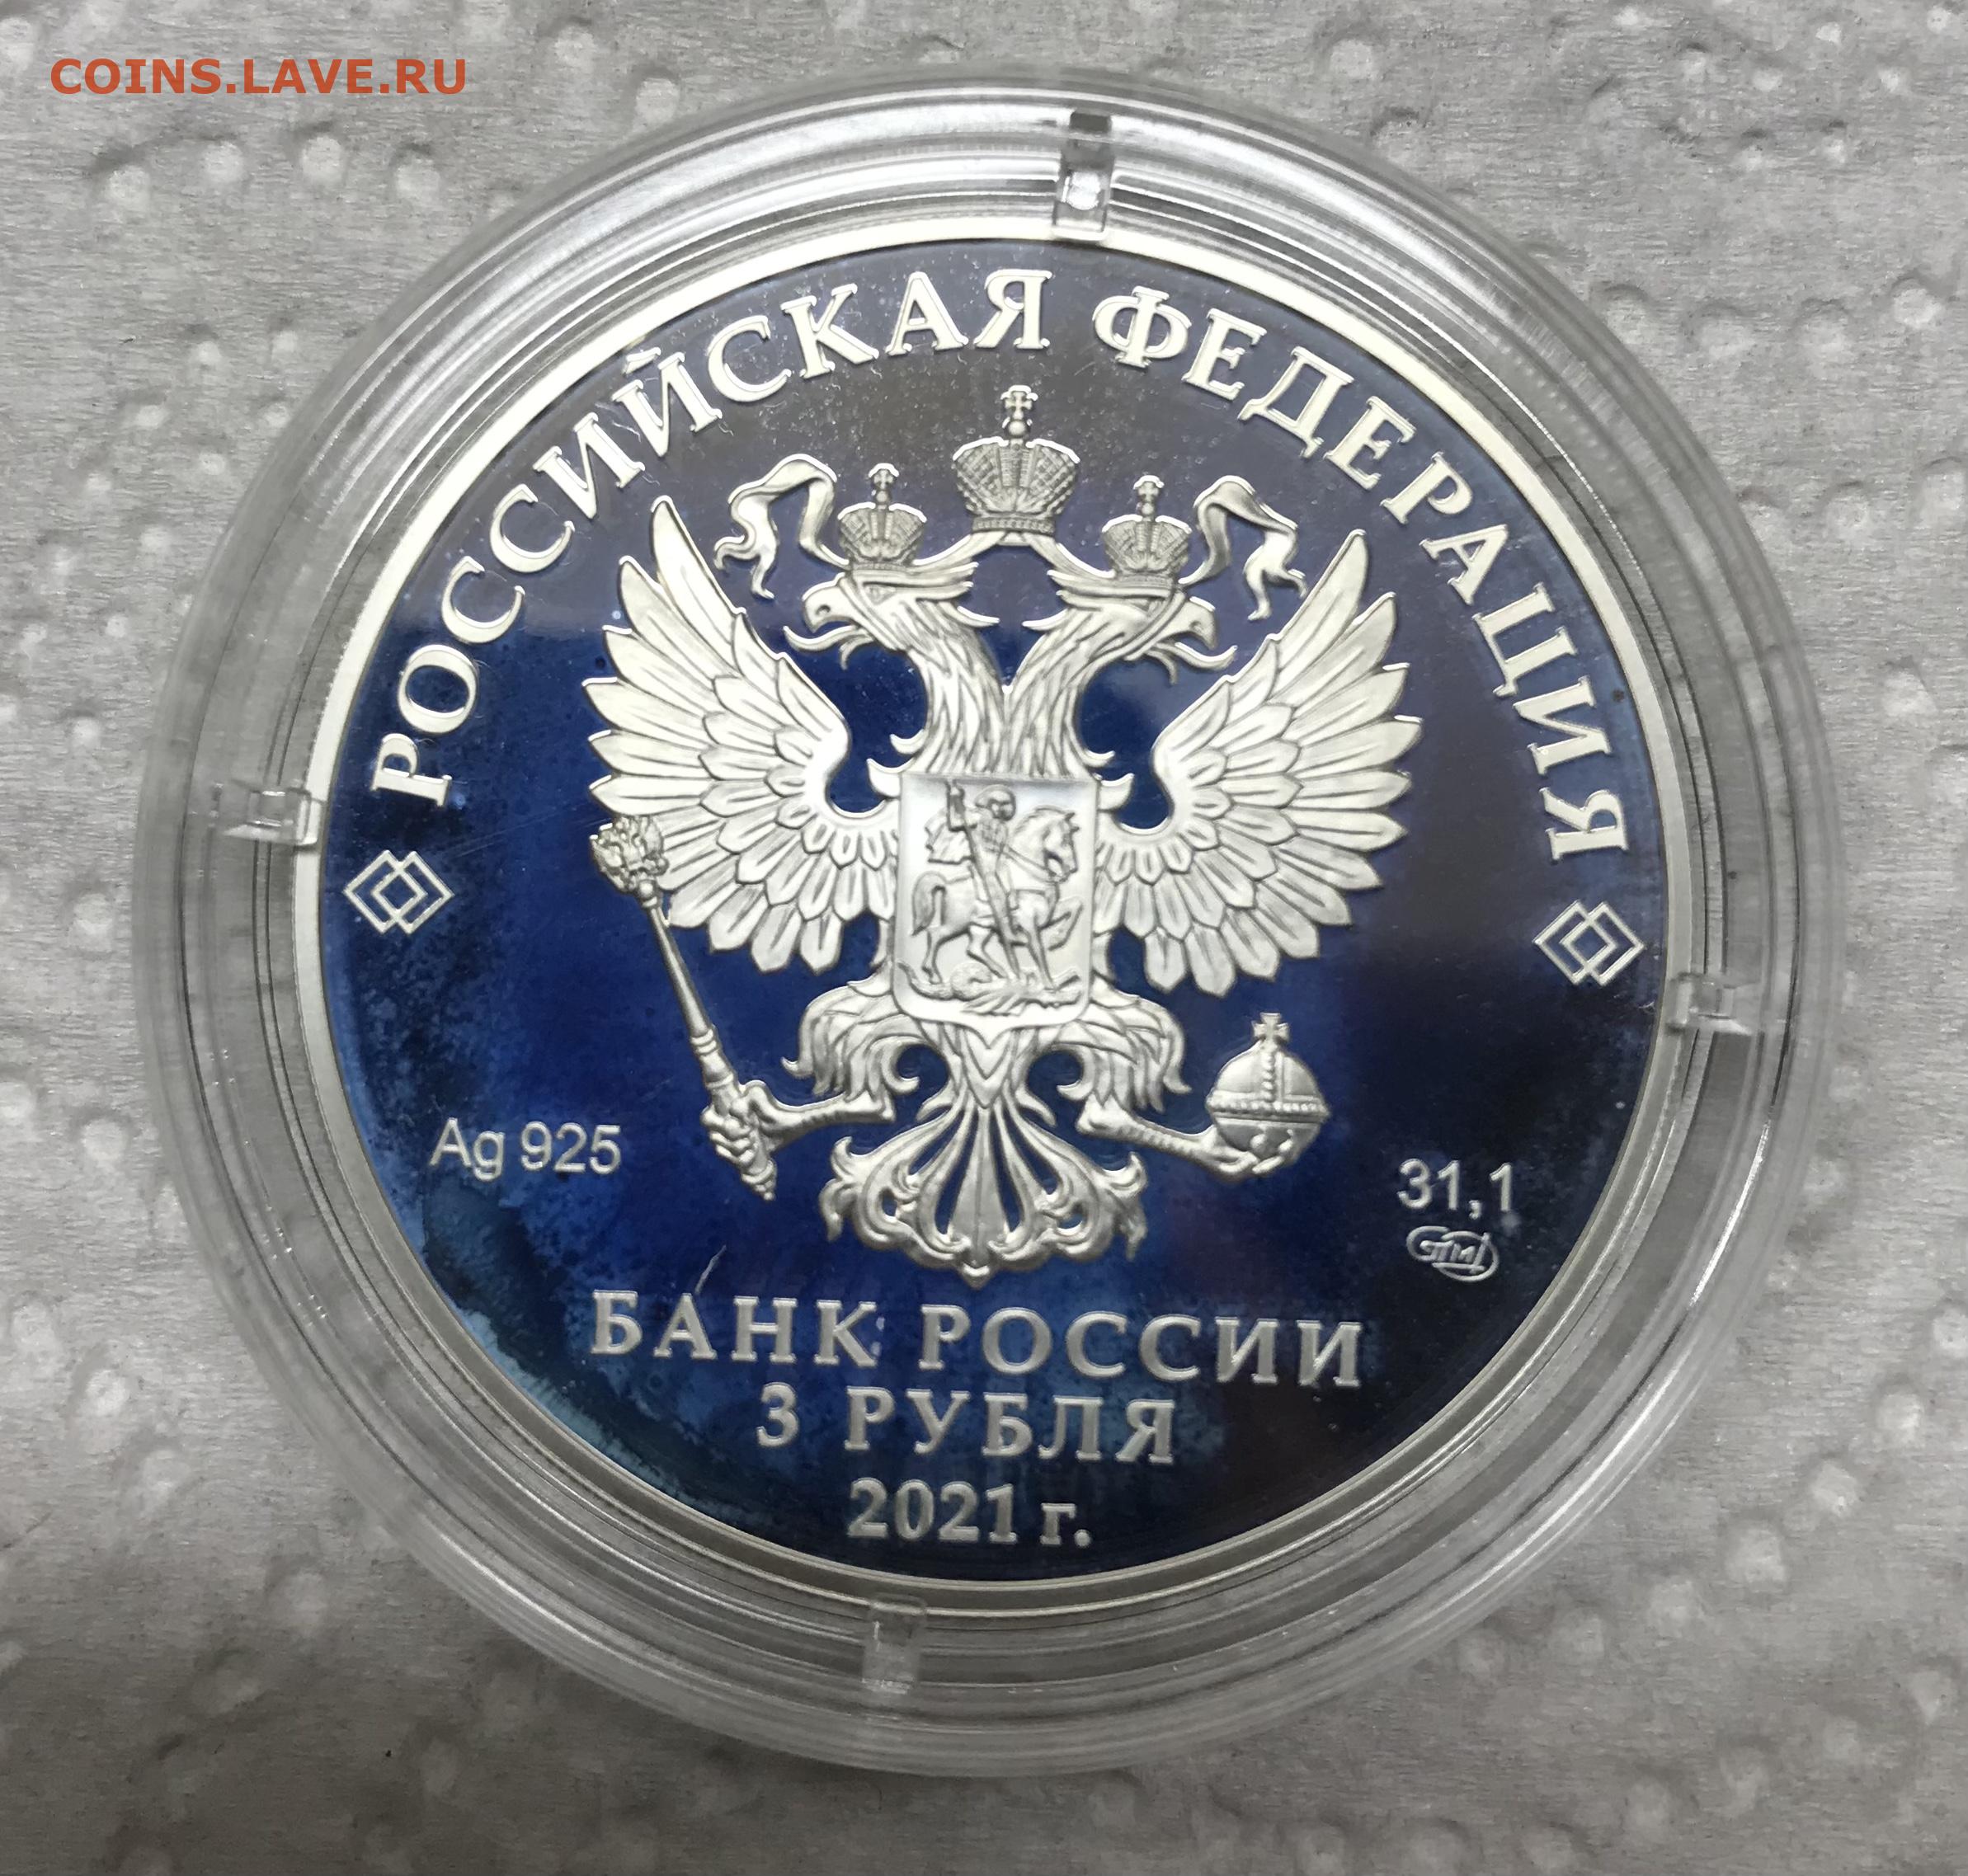 COINS.LAVE.RU
РОССИЙСКАЯ ФЕДЕРАЦИЯ
Ag 925
31,1
СПМД
БАНК РОССИИ
3 РУБЛЯ
2021 г.